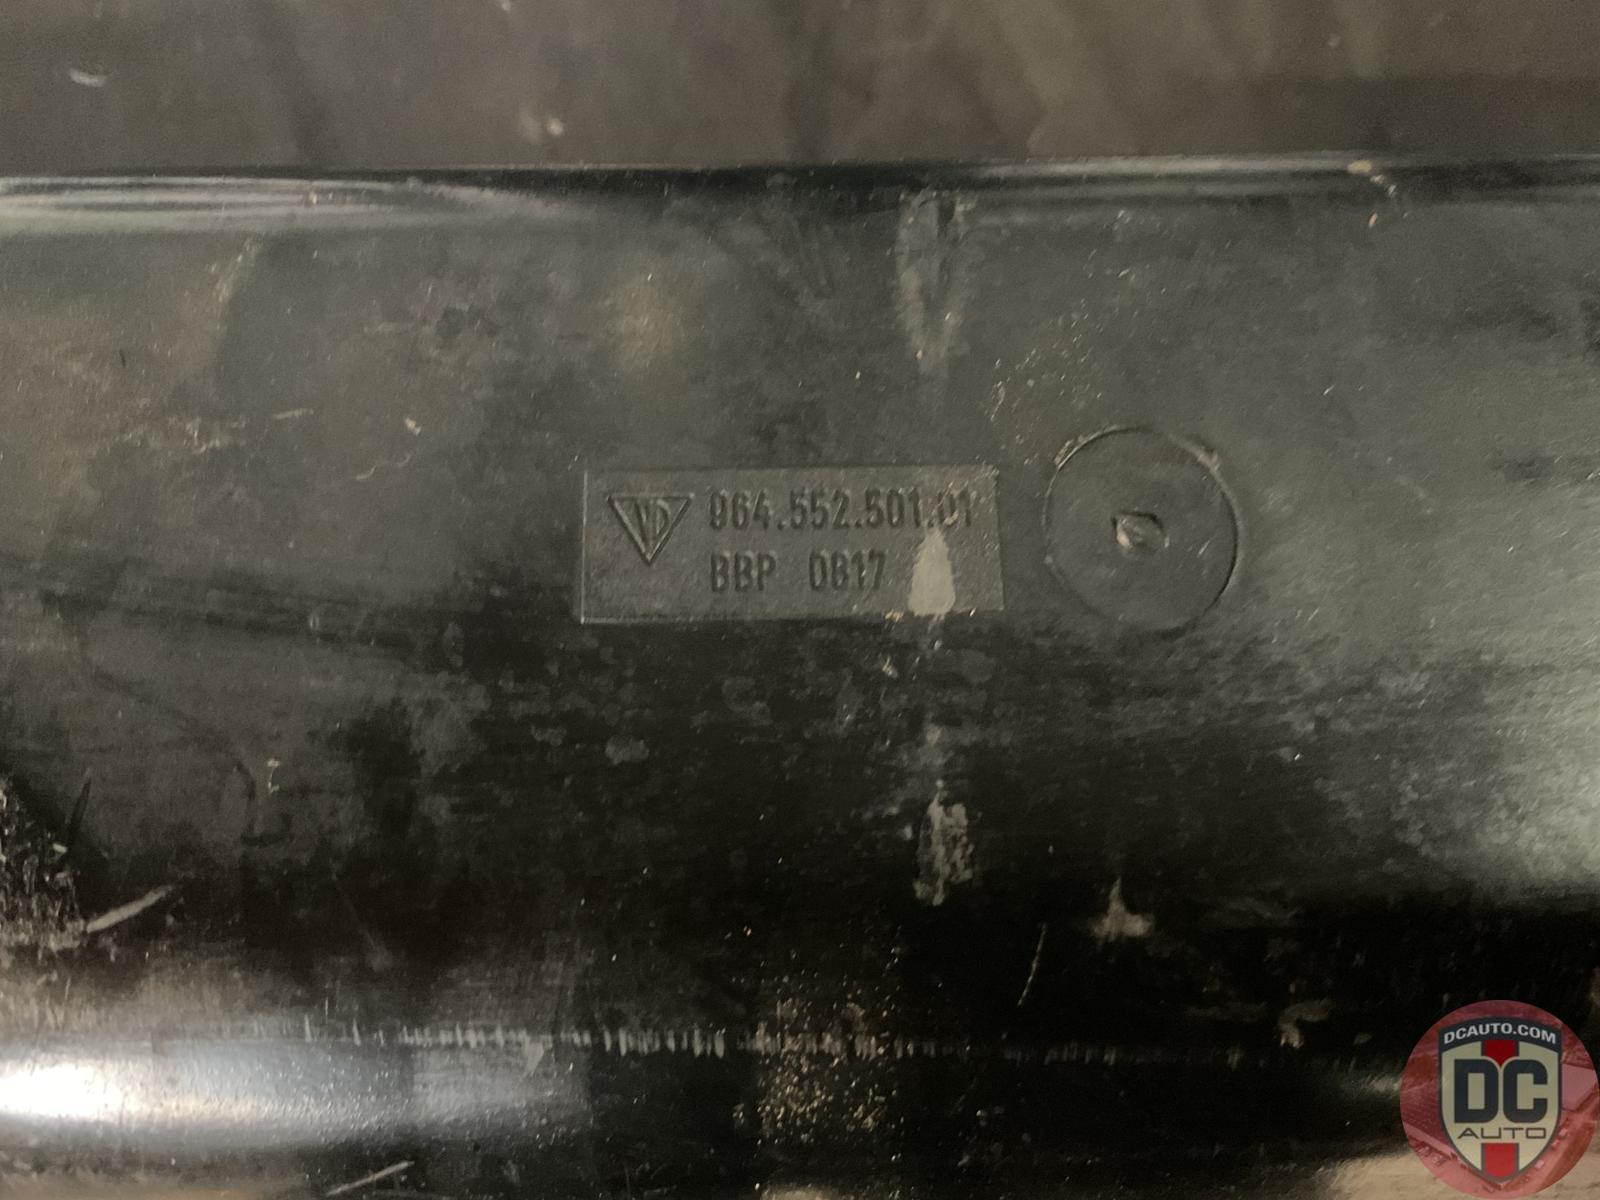 964.552.501.01
BBP 0817
DCAUTO.COM
DC
AUTO